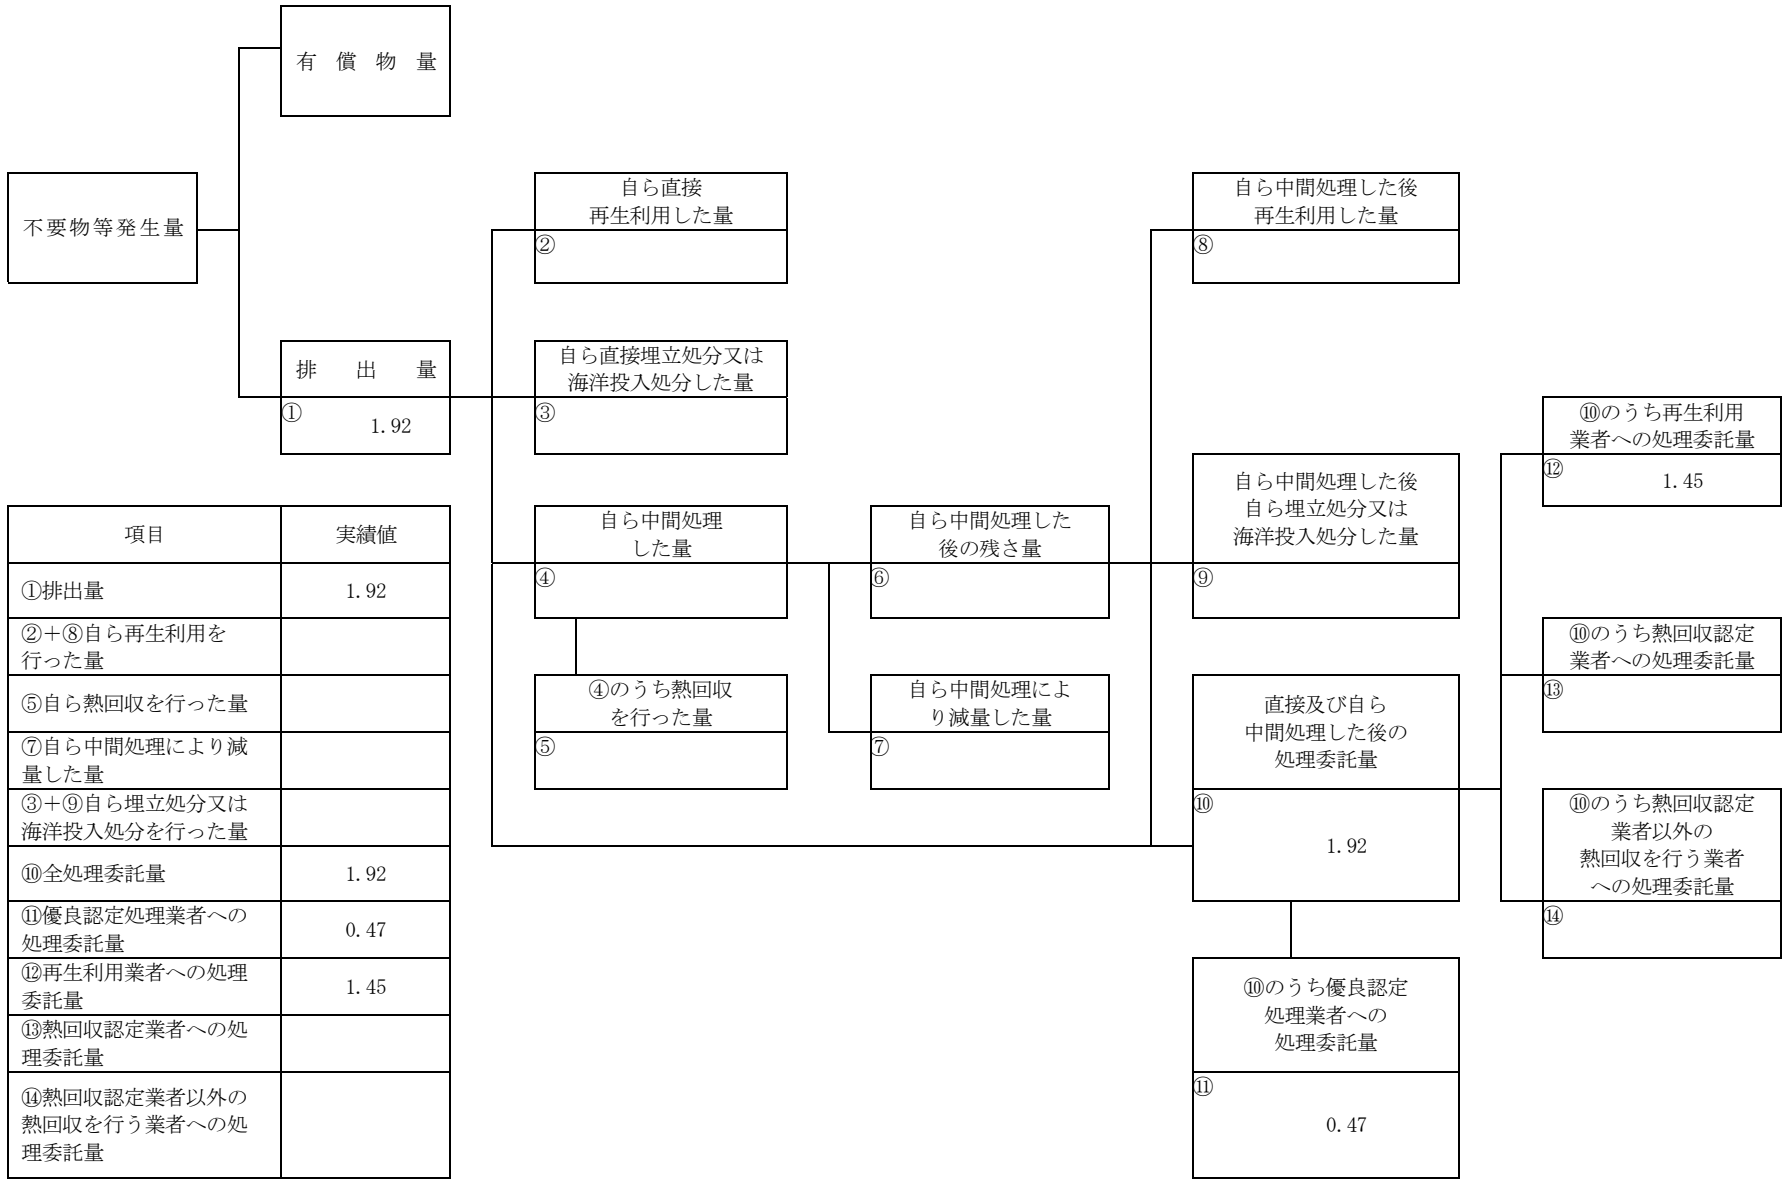 有償物量
不要物等発生量
排出量
①
1.92
自ら直接
再生利用した量
②
自ら直接埋立処分又は
海洋投入処分した量
③
自ら中間処理
した量
④
④のうち熱回収
を行った量
⑤
自ら中間処理した
後の残さ量
⑥
自ら中間処理によ
り減量した量
⑦
自ら中間処理した後
再生利用した量
⑧
自ら中間処理した後
自ら埋立処分又は
海洋投入処分した量
⑨
直接及び自ら
中間処理した後の
処理委託量
⑩
1.92
⑩のうち優良認定
処理業者への
処理委託量
⑪
0.47
⑩のうち再生利用
業者への処理委託量
⑫
1.45
⑩のうち熱回収認定
業者への処理委託量
⑬
⑩のうち熱回収認定
業者以外の
熱回収を行う業者
への処理委託量
⑭
項目 実績値
①排出量 1.92
②+⑧自ら再生利用を
行った量
⑤自ら熱回収を行った量
⑦自ら中間処理により減
量した量
③+⑨自ら埋立処分又は
海洋投入処分を行った量
⑩全処理委託量 1.92
⑪優良認定処理業者への
処理委託量 0.47
⑫再生利用業者への処理
委託量 1.45
⑬熱回収認定業者への処
理委託量
⑭熱回収認定業者以外の
熱回収を行う業者への処
理委託量